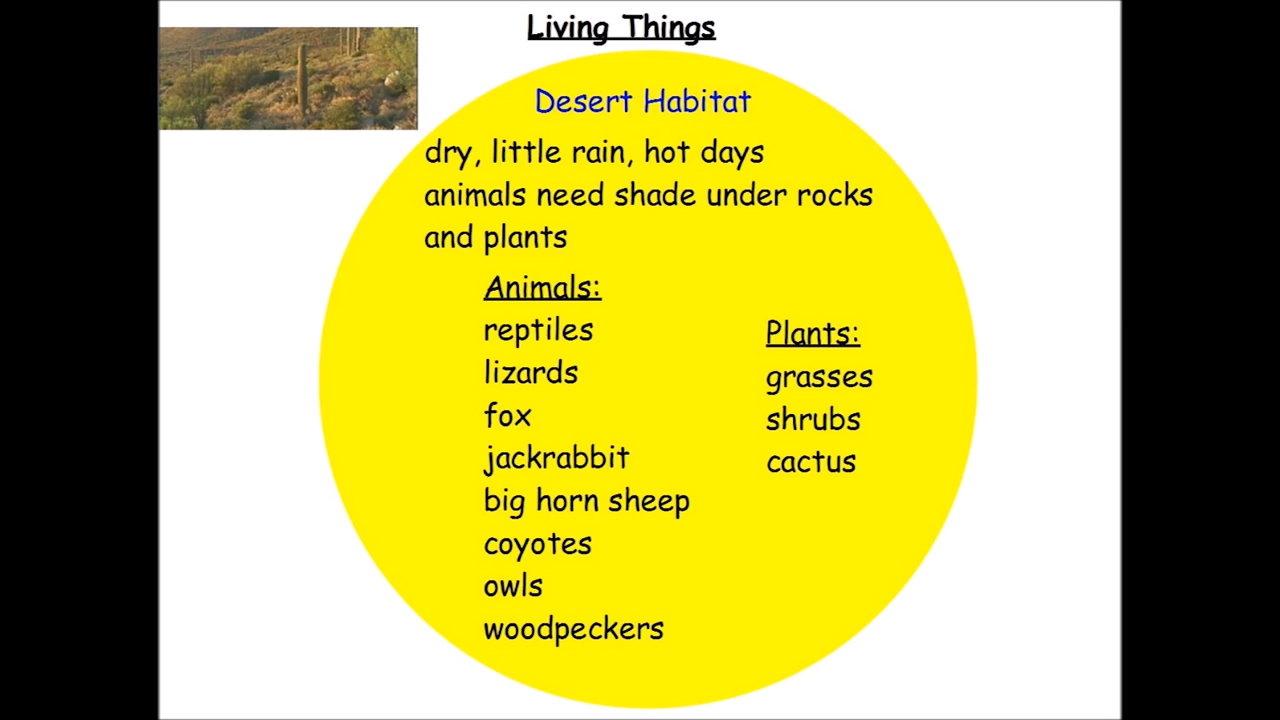 Living Things
Desert Habitat
dry, little rain, hot days
animals need shade under rocks
and plants
Animals:
reptiles
lizards
fox
jackrabbit
big horn sheep
coyotes
owls
woodpeckers
Plants:
grasses
shrubs
cactus